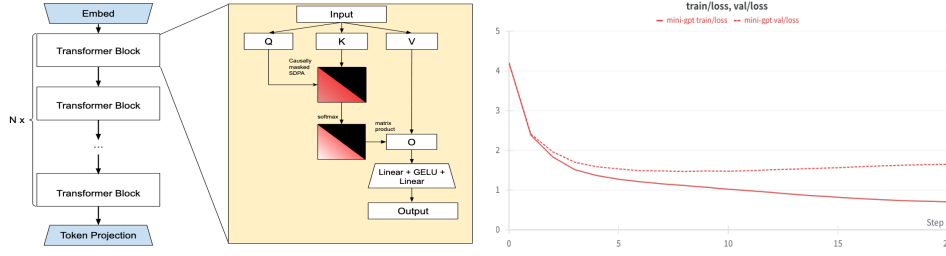 Embed
Transformer Block
Transformer Block
N x
...
Transformer Block
Token Projection
Input
Q
K
V
Causally
masked
SDPA
softmax
matrix
product
O
Linear + GELU +
Linear
Output
train/loss, val/loss
mini-gpt train/loss mini-gpt val/loss
5
4
3
2
1
0
Step
0 5 10 15